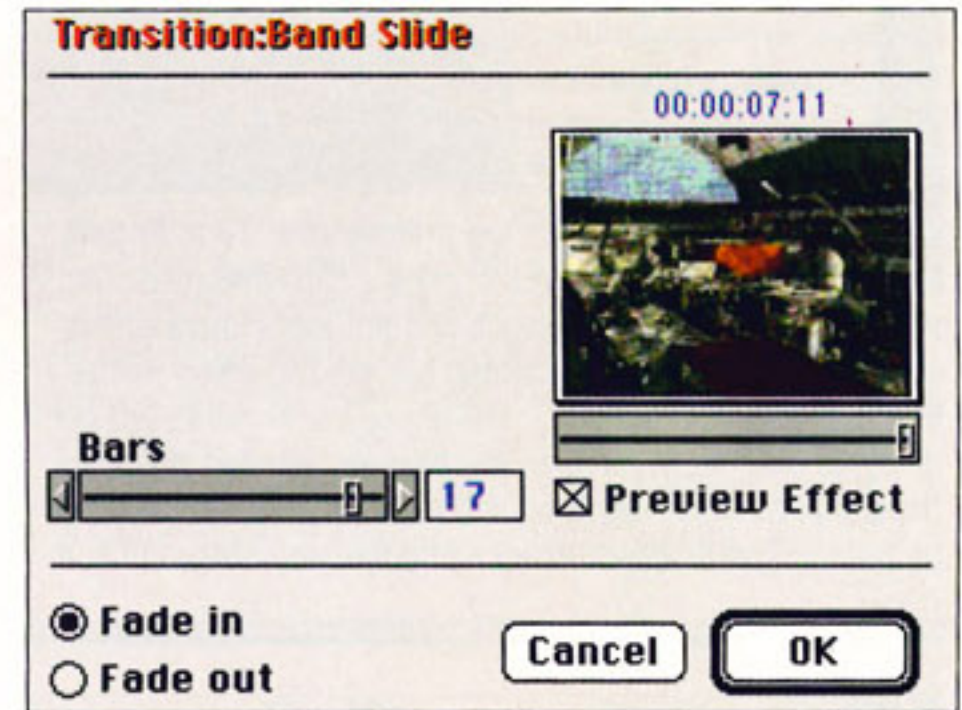 Transition:Band Slide
00:00:07:11
Bars
17
Preview Effect
Fade in
Fade out
Cancel
OK